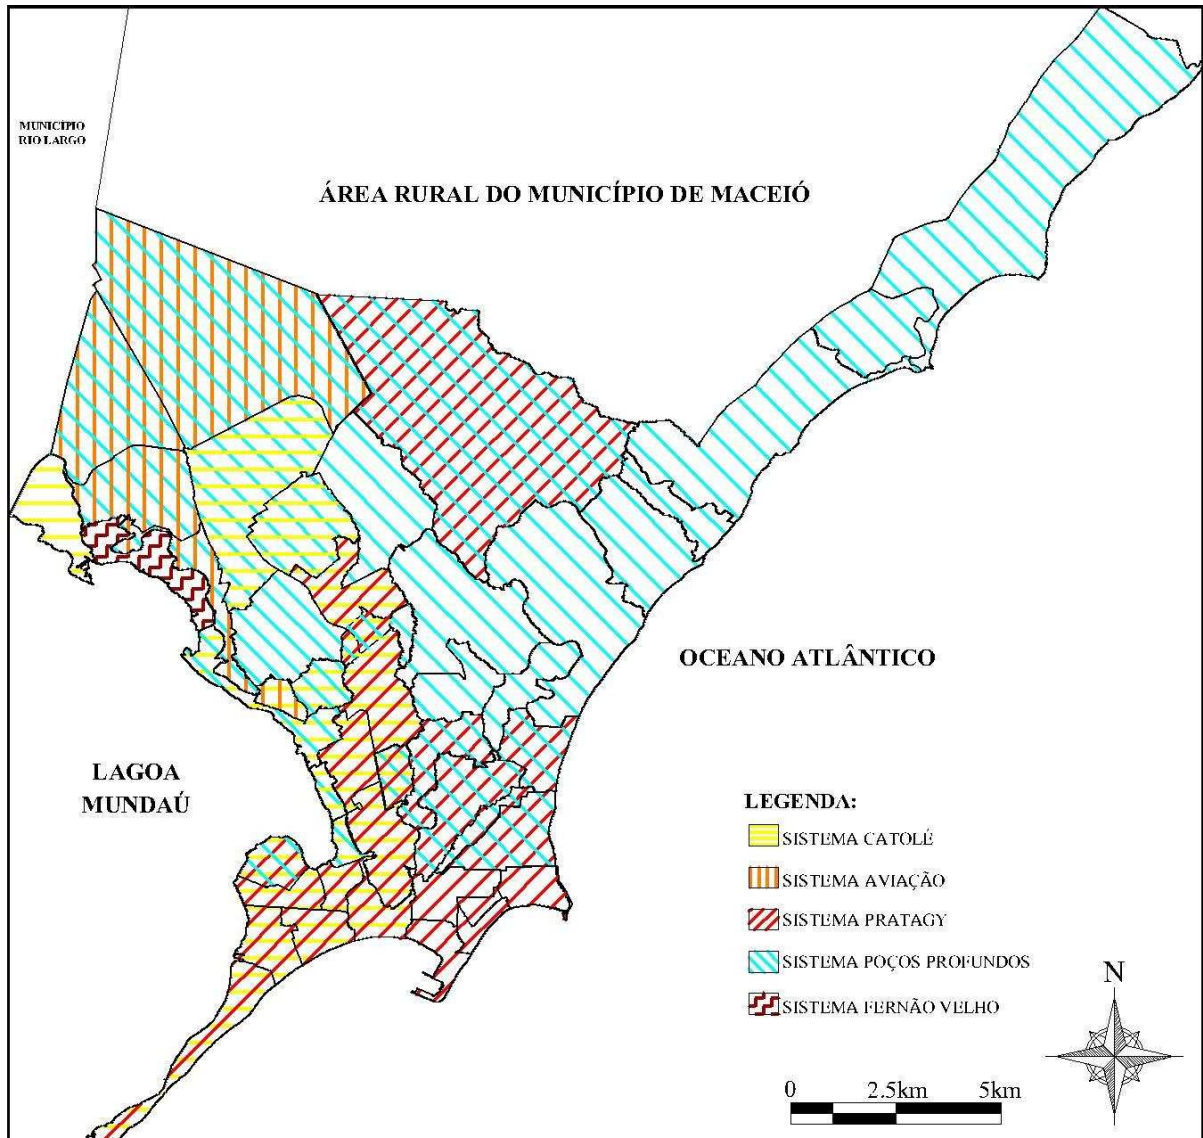 MUNICÍPIO
RIO LARGO
ÁREA RURAL DO MUNICÍPIO DE MACEIÓ
OCEANO ATLÂNTICO
LAGOA
MUNDAÚ
LEGENDA:
SISTEMA CATOLÉ
SISTEMA AVIAÇÃO
SISTEMA PRATAGY
SISTEMA POÇOS PROFUNDOS
SISTEMA FERNÃO VELHO
N
0 2.5km 5km